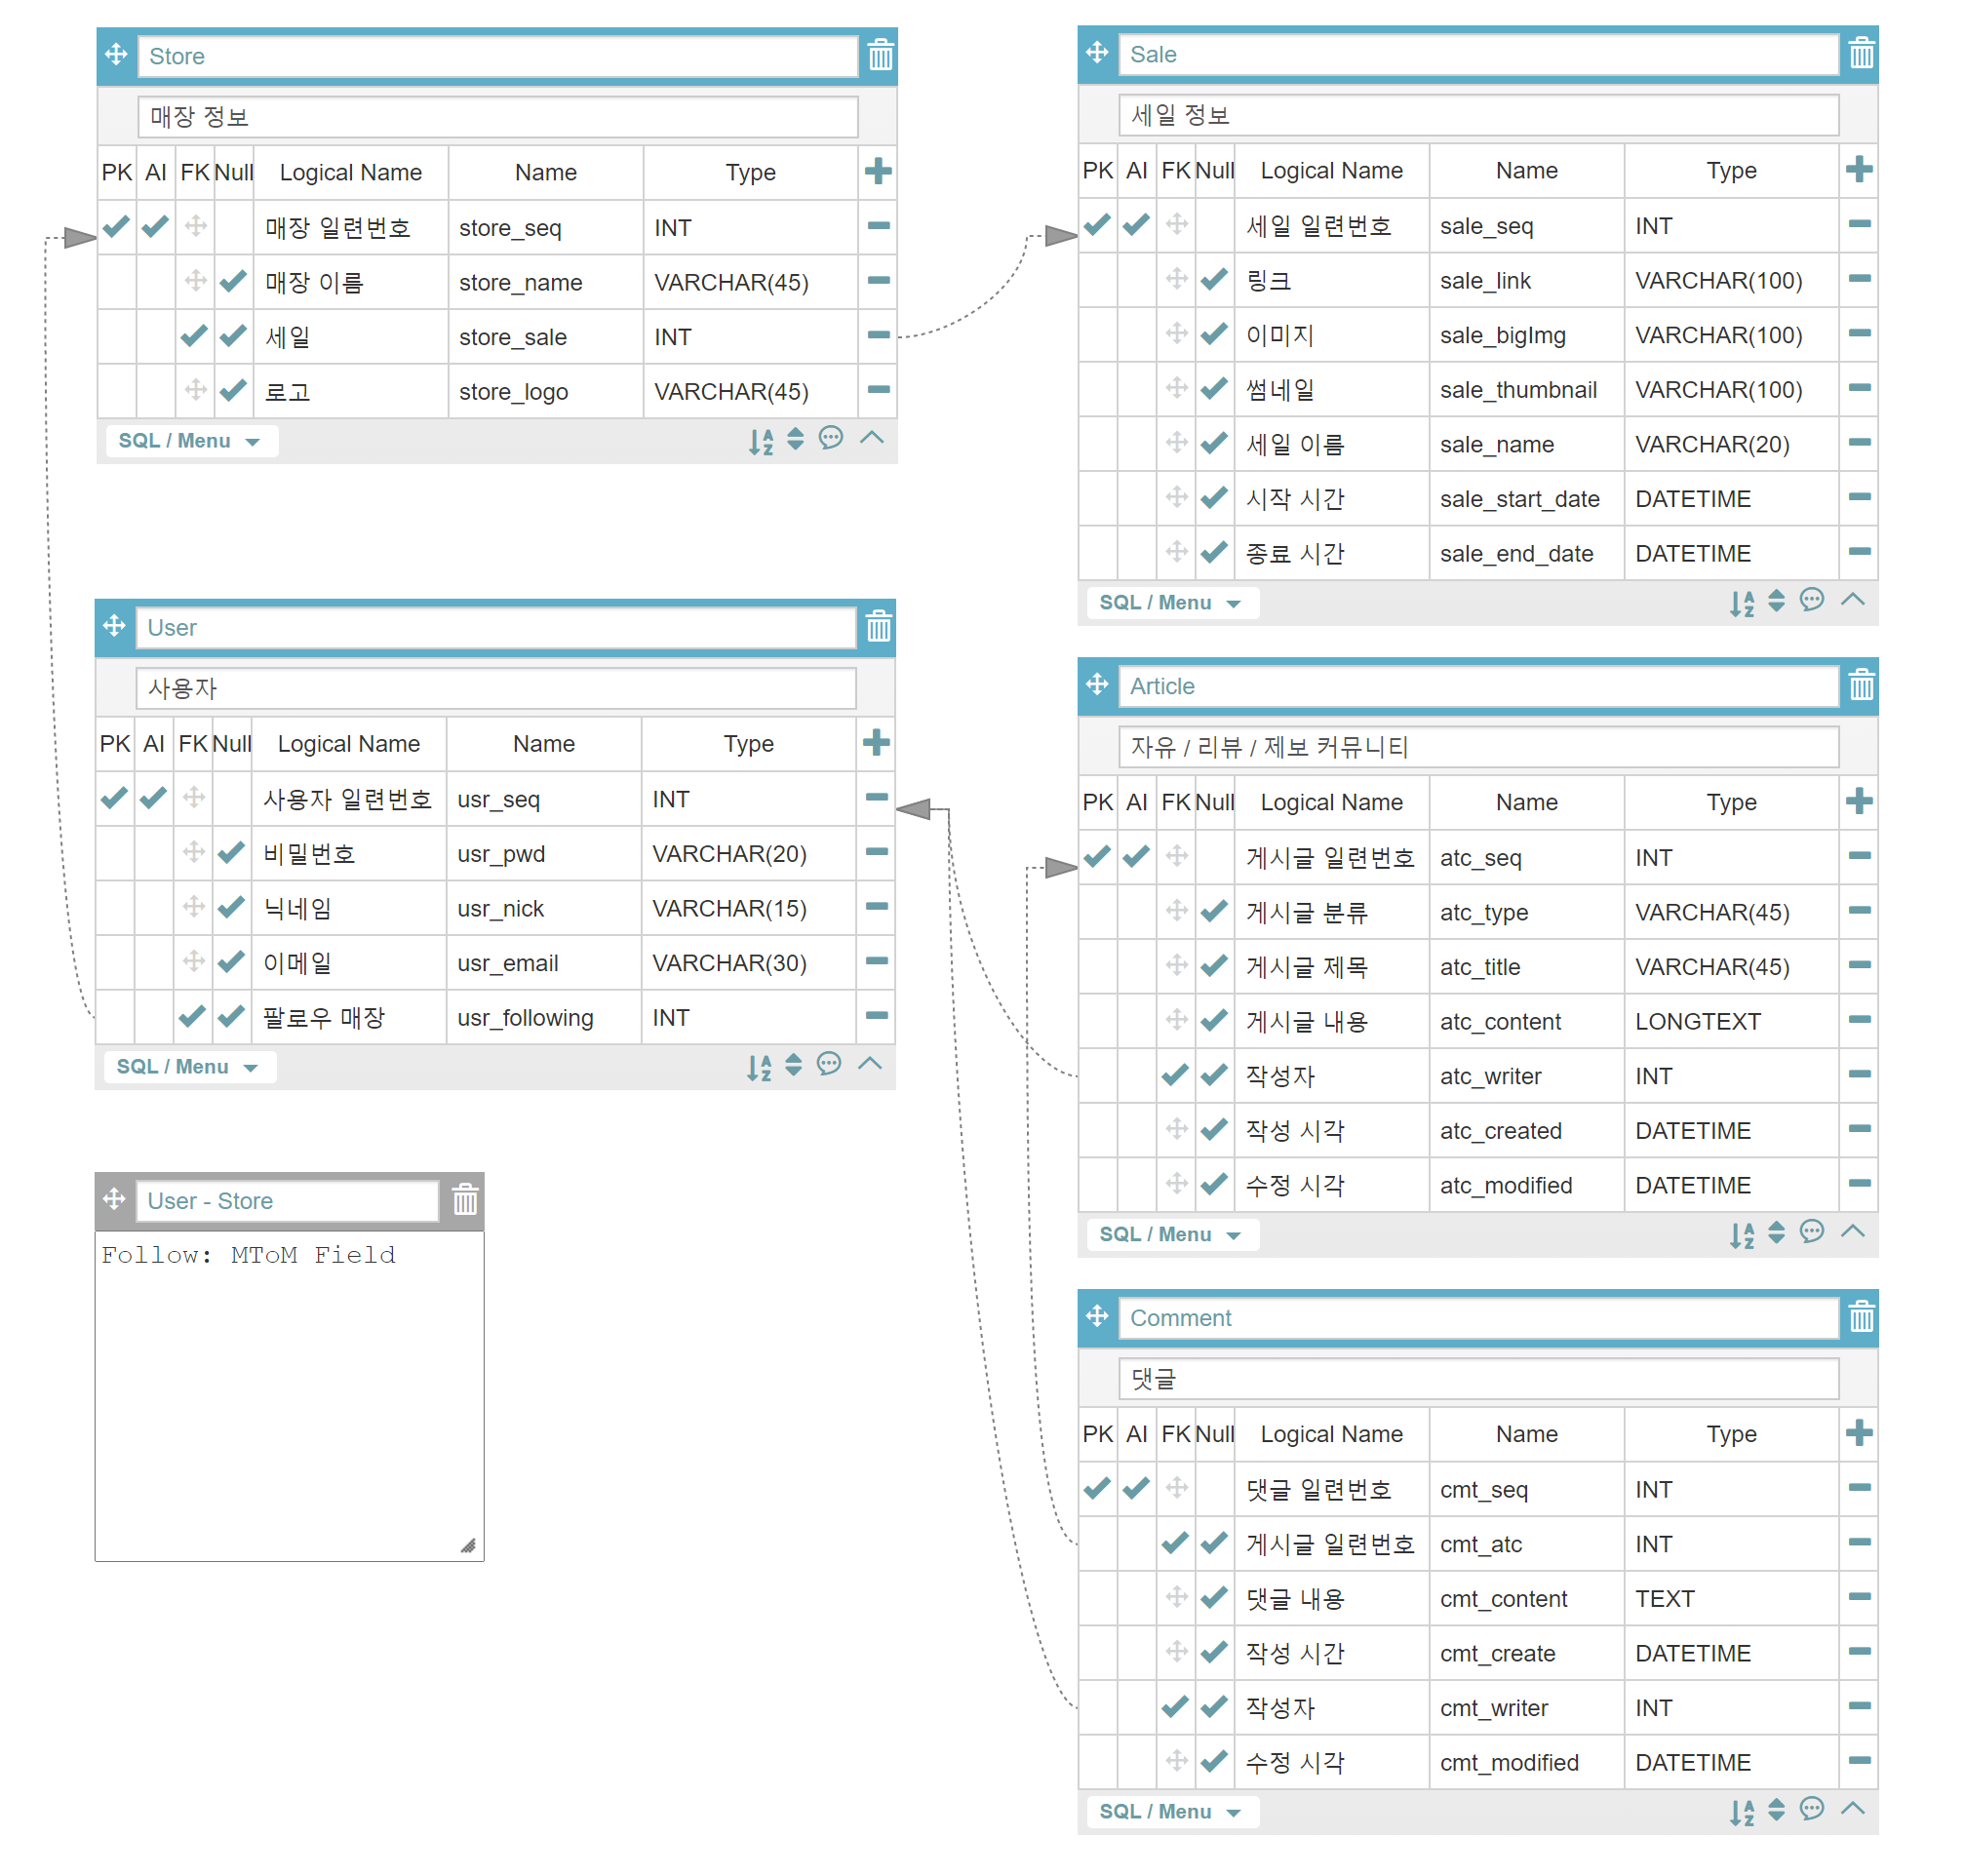 Store
매장 정보
PK AI FK Null Logical Name Name Type
매장 일련번호 store_seq INT
매장 이름 store_name VARCHAR(45)
세일 store_sale INT
로고 store_logo VARCHAR(45)
SQL / Menu
User
사용자
PK AI FK Null Logical Name Name Type
사용자 일련번호 usr_seq INT
비밀번호 usr_pwd VARCHAR(20)
닉네임 usr_nick VARCHAR(15)
이메일 usr_email VARCHAR(30)
팔로우 매장 usr_following INT
SQL / Menu
User - Store
Follow: MToM Field
Sale
세일 정보
PK AI FK Null Logical Name Name Type
세일 일련번호 sale_seq INT
링크 sale_link VARCHAR(100)
이미지 sale_bigImg VARCHAR(100)
썸네일 sale_thumbnail VARCHAR(100)
세일 이름 sale_name VARCHAR(20)
시작 시간 sale_start_date DATETIME
종료 시간 sale_end_date DATETIME
SQL / Menu
Article
자유 / 리뷰 / 제보 커뮤니티
PK AI FK Null Logical Name Name Type
게시글 일련번호 atc_seq INT
게시글 분류 atc_type VARCHAR(45)
게시글 제목 atc_title VARCHAR(45)
게시글 내용 atc_content LONGTEXT
작성자 atc_writer INT
작성 시각 atc_created DATETIME
수정 시각 atc_modified DATETIME
SQL / Menu
Comment
댓글
PK AI FK Null Logical Name Name Type
댓글 일련번호 cmt_seq INT
게시글 일련번호 cmt_atc INT
댓글 내용 cmt_content TEXT
작성 시간 cmt_create DATETIME
작성자 cmt_writer INT
수정 시각 cmt_modified DATETIME
SQL / Menu